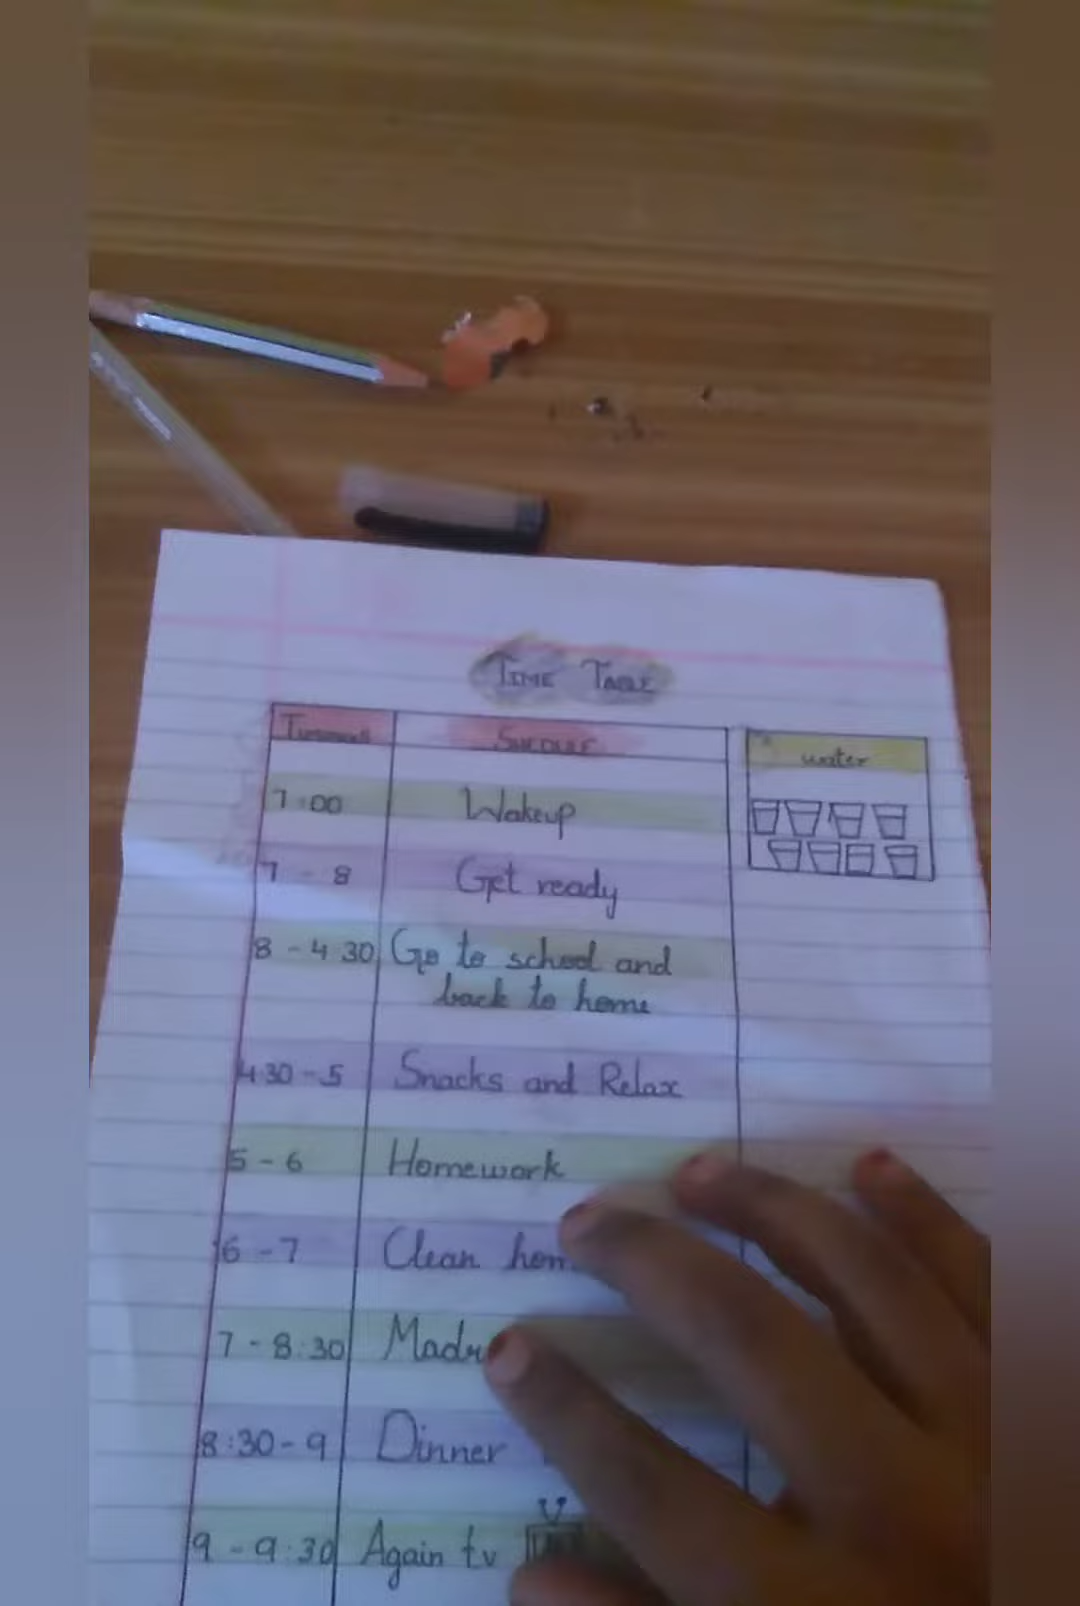 TIME TABLE
water
7:00 Wakeup
7 - 8 Get ready
8 - 4 30 Go to school and
back to home
4 30 - 5 Snacks and Relax
5 - 6 Homework
6 - 7 Clean
7 - 8:30
8:30 - 9 Dinner
9 - 9:30 Again tv